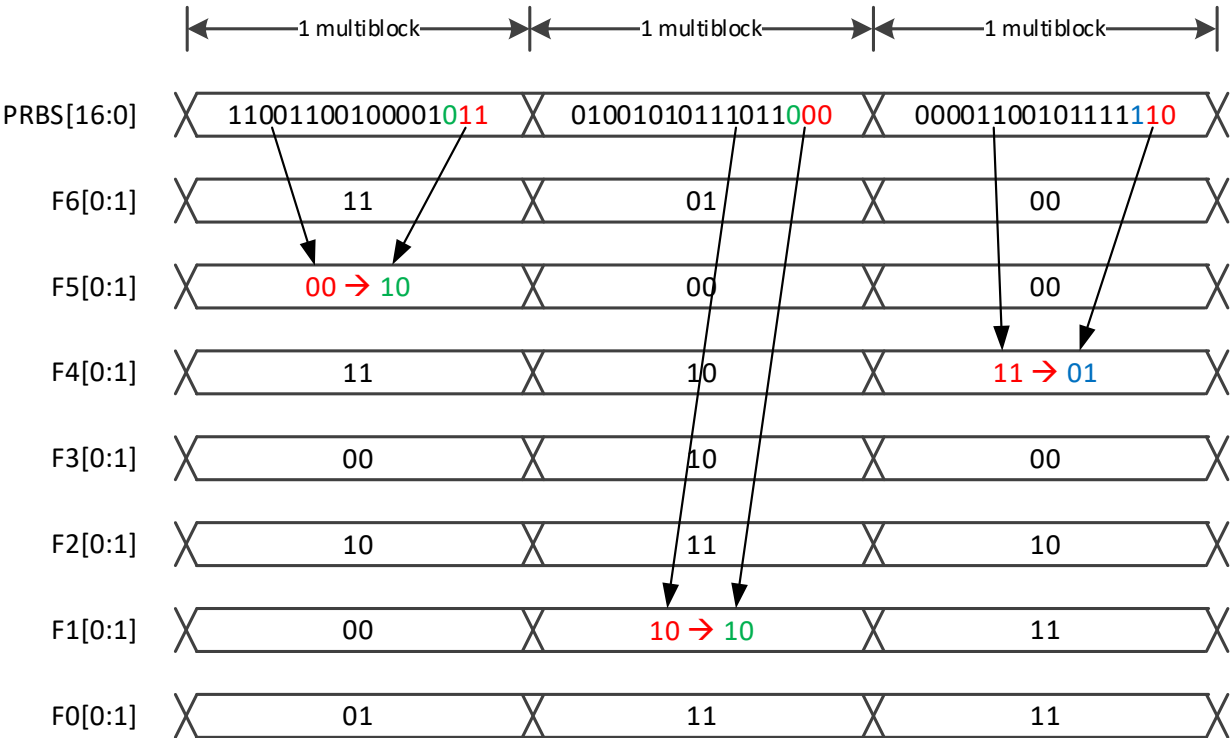 1 multiblock 1 multiblock 1 multiblock
PRBS[16:0] 11001100100001011 01001010111011000 00001100101111110
F6[0:1] 11 01 00
F5[0:1] 00 → 10 00 00
F4[0:1] 11 10 11 → 01
F3[0:1] 00 10 00
F2[0:1] 10 11 10
F1[0:1] 00 10 → 10 11
F0[0:1] 01 11 11